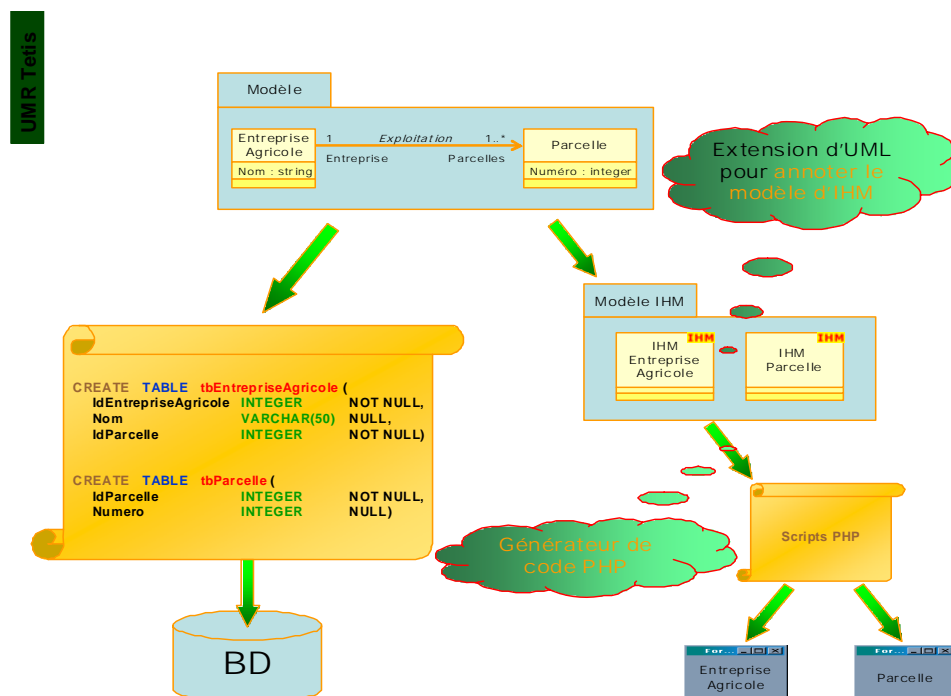 UMR Tetis
Modèle
Entreprise
Agricole
Nom : string
1 Exploitation 1..*
Entreprise Parcelles
Parcelle
Numéro : integer
Extension d'UML
pour annoter le
modèle d'IHM
Modèle IHM
IHM
IHM
Entreprise
Agricole
IHM
IHM
Parcelle
CREATE TABLE tbEntrepriseAgricole (
IdEntrepriseAgricole INTEGER NOT NULL,
Nom VARCHAR(50) NULL,
IdParcelle INTEGER NOT NULL)
CREATE TABLE tbParcelle (
IdParcelle INTEGER NOT NULL,
Numero INTEGER NULL)
Générateur de
code PHP
Scripts PHP
BD
For...
Entreprise
Agricole
For...
Parcelle